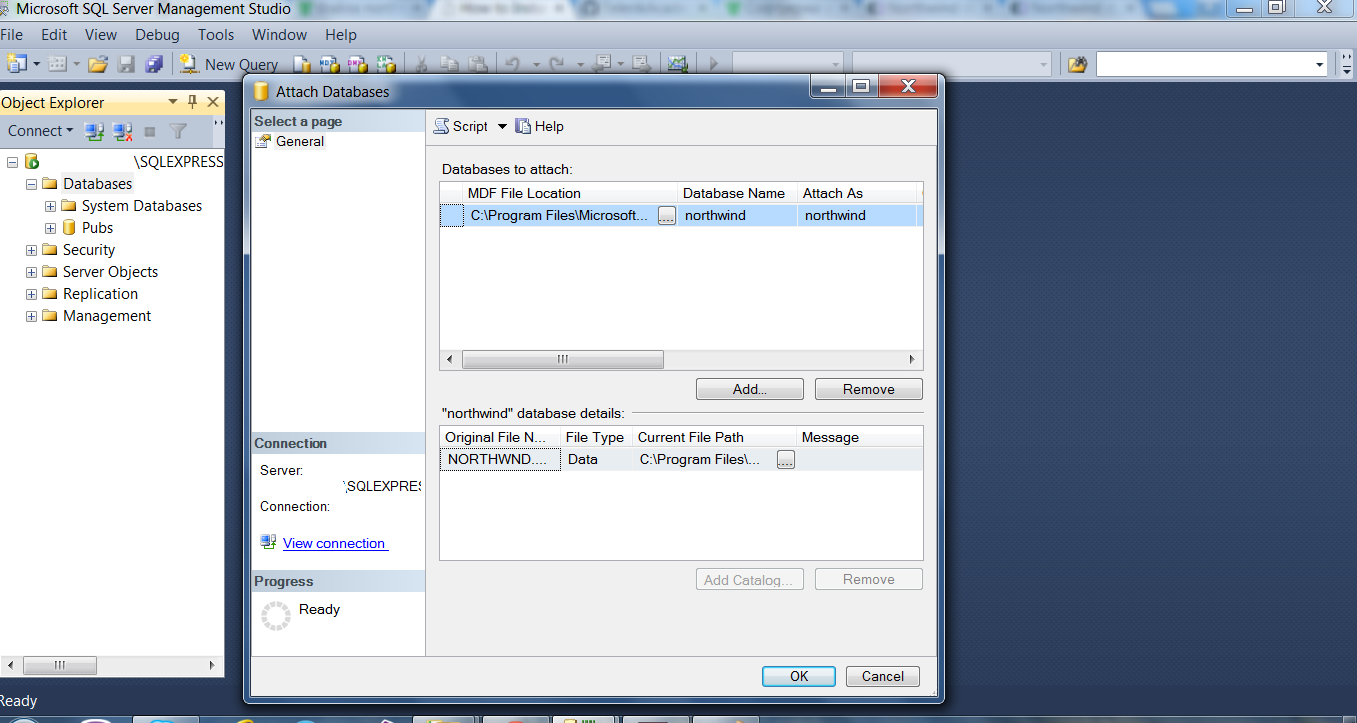 Microsoft SQL Server Management Studio
File Edit View Debug Tools Window Help
New Query
Object Explorer
Connect
\SQLEXPRESS
Databases
System Databases
Pubs
Security
Server Objects
Replication
Management
Ready
Attach Databases
Select a page
General
Connection
Server:
\SQLEXPRES
Connection:
View connection
Progress
Ready
Script Help
Databases to attach:
MDF File Location Database Name Attach As
C:\Program Files\Microsoft... ... northwind northwind
Add... Remove
"northwind" database details:
Original File N... File Type Current File Path Message
NORTHWND.... Data C:\Program Files\... ...
Add Catalog... Remove
OK Cancel